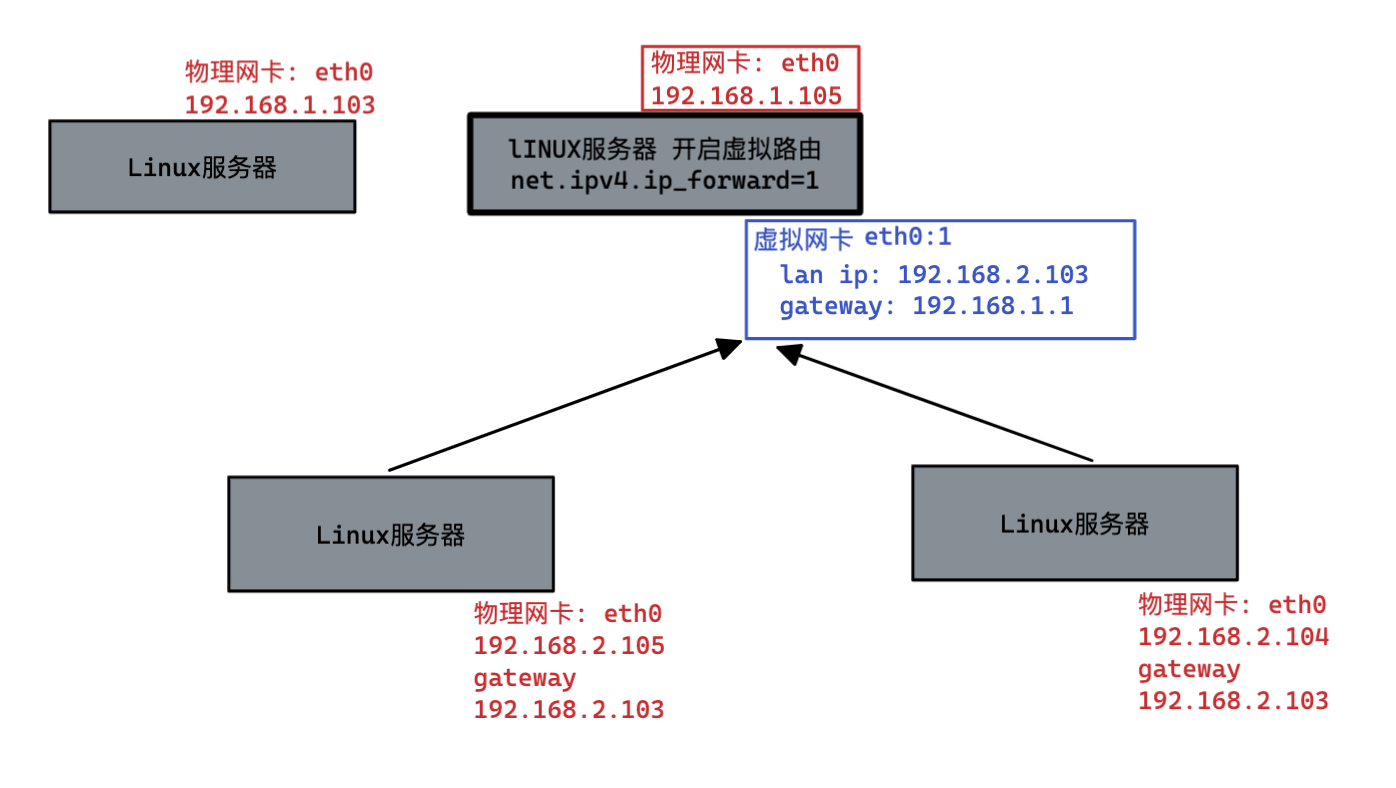 物理网卡: eth0
192.168.1.103
Linux服务器
物理网卡: eth0
192.168.1.105
lINUX服务器 开启虚拟路由
net.ipv4.ip_forward=1
虚拟网卡 eth0:1
lan ip: 192.168.2.103
gateway: 192.168.1.1
Linux服务器
物理网卡: eth0
192.168.2.105
gateway
192.168.2.103
Linux服务器
物理网卡: eth0
192.168.2.104
gateway
192.168.2.103